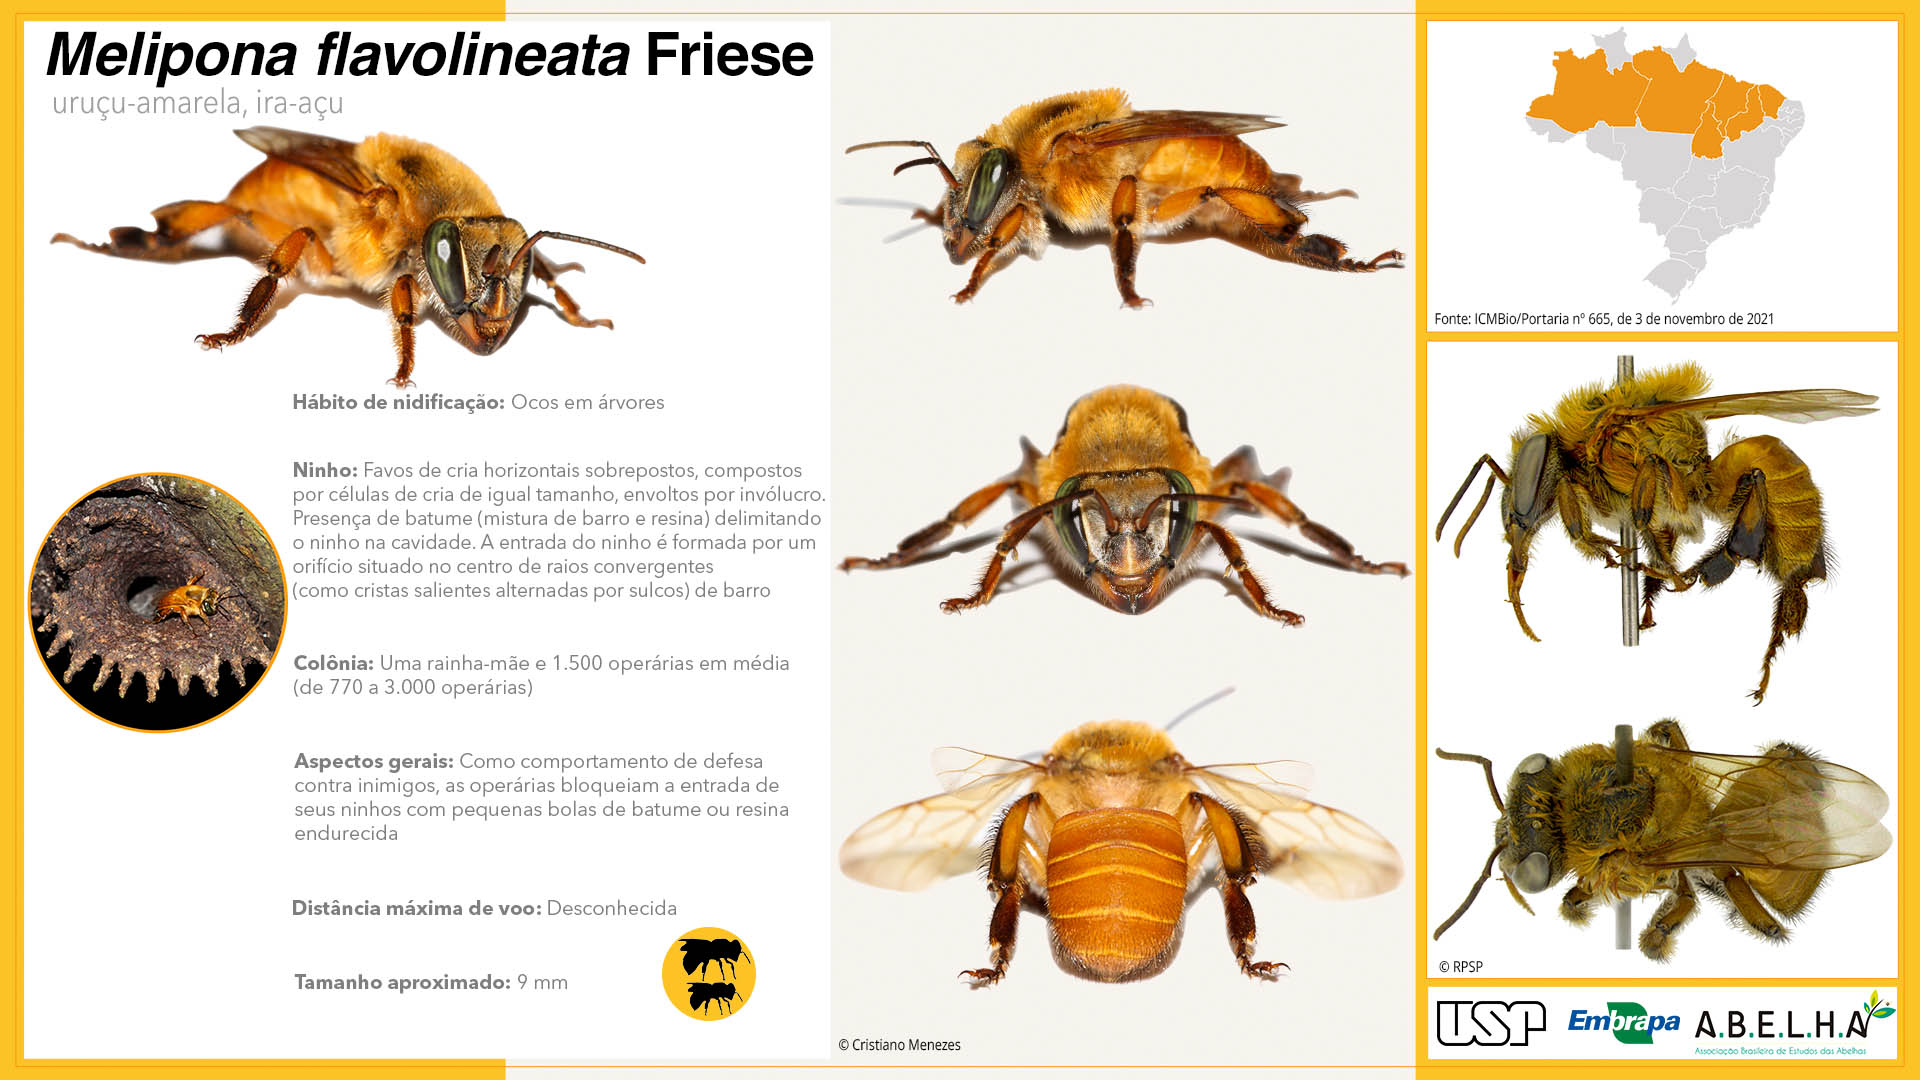 Melipona flavolineata Friese
uruçu-amarela, ira-açu
Hábito de nidificação: Ocos em árvores
Ninho: Favos de cria horizontais sobrepostos, compostos
por células de cria de igual tamanho, envoltos por invólucro.
Presença de batume (mistura de barro e resina) delimitando
o ninho na cavidade. A entrada do ninho é formada por um
orifício situado no centro de raios convergentes
(como cristas salientes alternadas por sulcos) de barro
Colônia: Uma rainha-mãe e 1.500 operárias em média
(de 770 a 3.000 operárias)
Aspectos gerais: Como comportamento de defesa
contra inimigos, as operárias bloqueiam a entrada de
seus ninhos com pequenas bolas de batume ou resina
endurecida
Distância máxima de voo: Desconhecida
Tamanho aproximado: 9 mm
© Cristiano Menezes
Fonte: ICMBio/Portaria nº 665, de 3 de novembro de 2021
© RPSP
USP
Embrapa
A.B.E.L.H.A
Associação Brasileira de Estudos das Abelhas